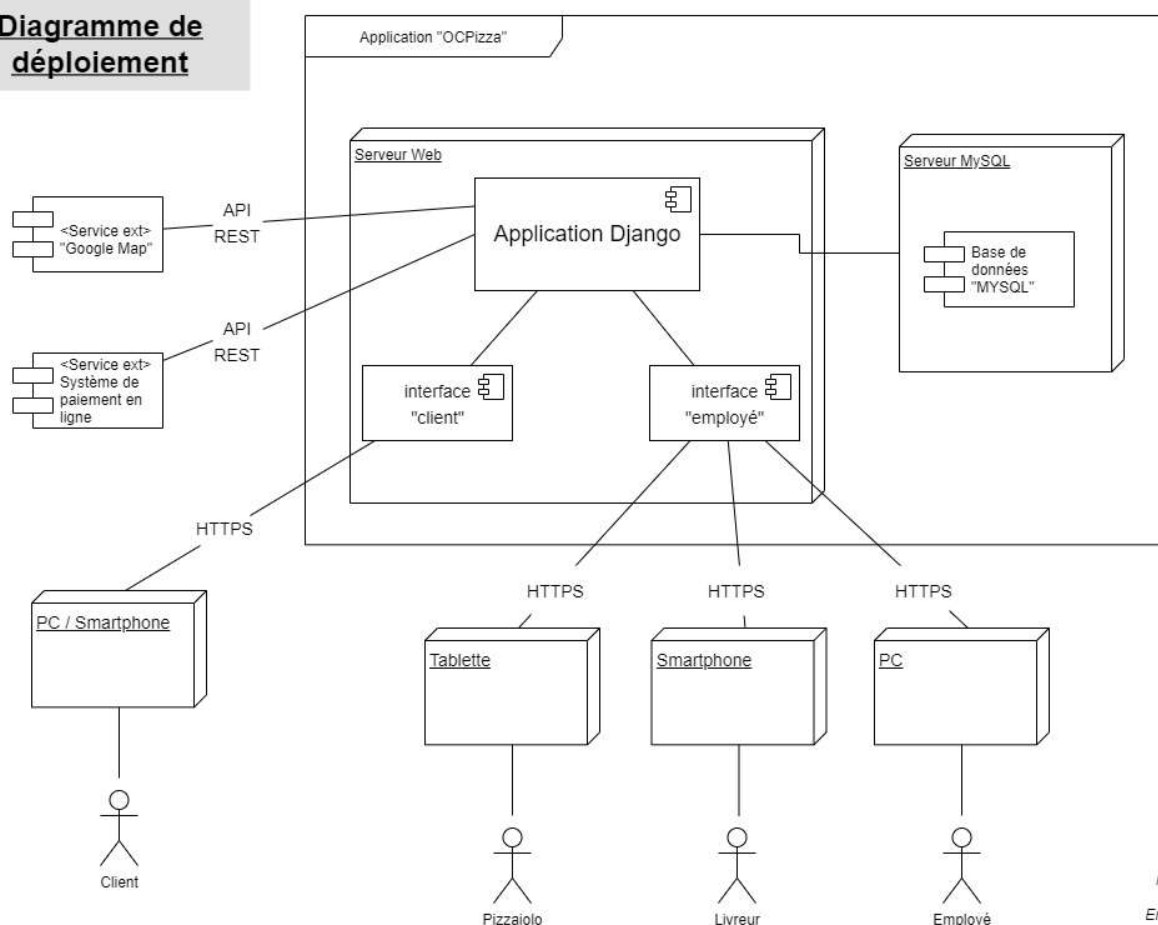 Diagramme de
déploiement
Application "OCPizza"
Serveur Web
Serveur MySQL
Application Django
<Service ext>
"Google Map"
API
REST
Base de
données
"MYSQL"
<Service ext>
Système de
paiement en
ligne
API
REST
interface
"client"
interface
"employé"
HTTPS
HTTPS
HTTPS
HTTPS
PC / Smartphone
Tablette
Smartphone
PC
Client
Pizzaiolo
Livreur
Employé